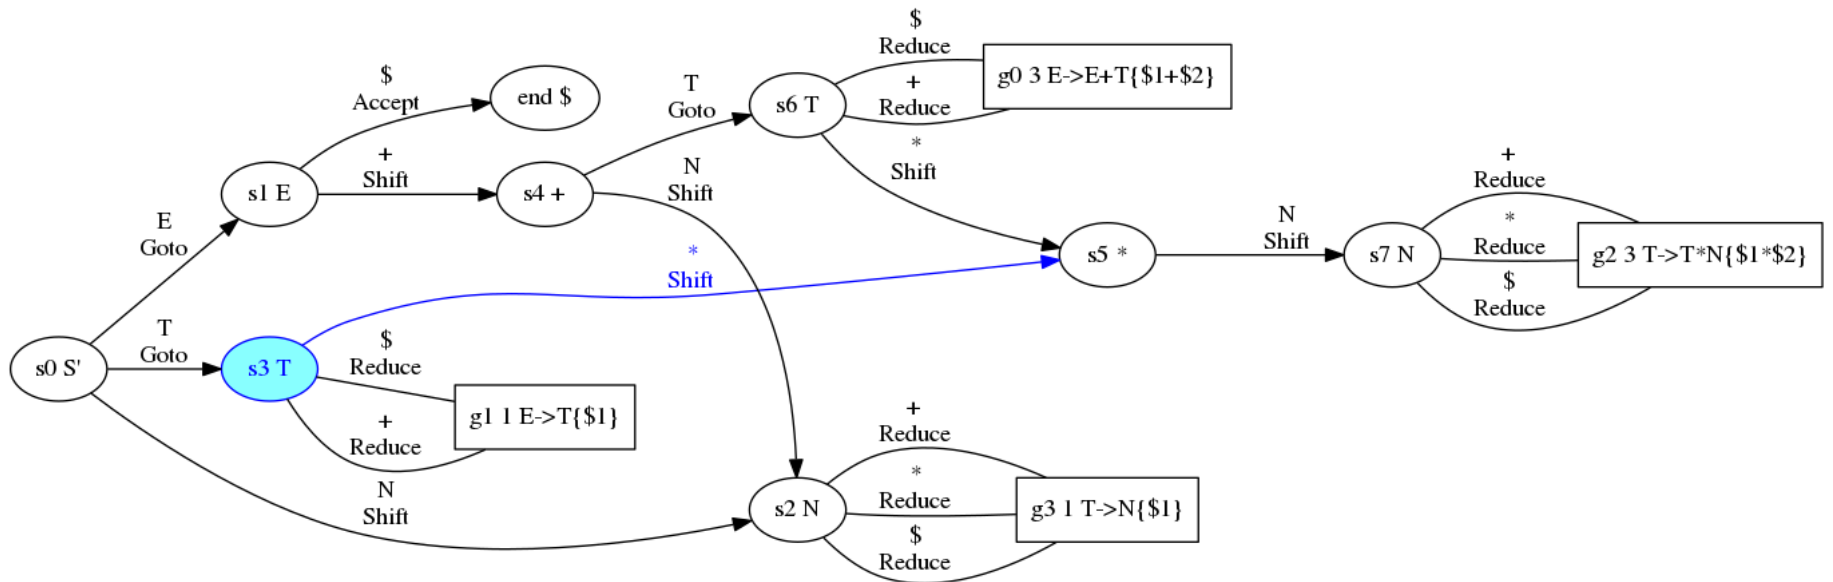 $
Reduce
+
Reduce
g0 3 E->E+T{$1+$2}
*
Shift
s6 T
T
Goto
$
Accept
end $
s1 E
+
Shift
s4 +
N
Shift
E
Goto
*
Shift
s5 *
N
Shift
s7 N
+
Reduce
*
Reduce
$
Reduce
g2 3 T->T*N{$1*$2}
s0 S'
T
Goto
s3 T
$
Reduce
+
Reduce
g1 1 E->T{$1}
N
Shift
s2 N
+
Reduce
*
Reduce
$
Reduce
g3 1 T->N{$1}